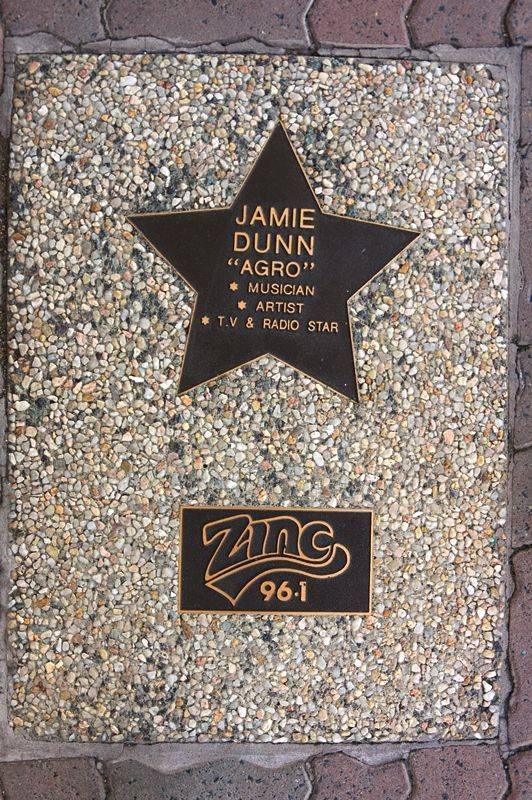 JAMIE
DUNN
“AGRO”
* MUSICIAN
* ARTIST
* T.V & RADIO STAR
Zinc
96·1